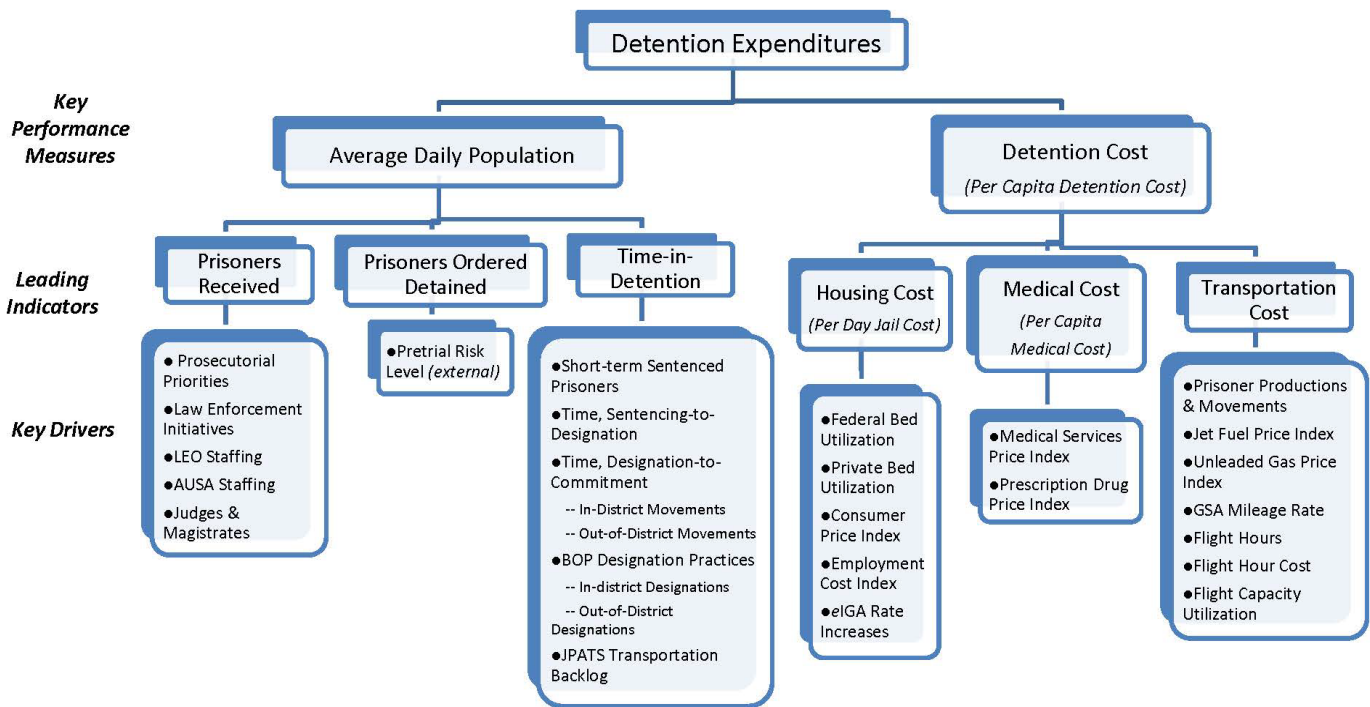 Detention Expenditures
Key
Performance
Measures
Average Daily Population
Detention Cost
(Per Capita Detention Cost)
Leading
Indicators
Prisoners
Received
Prisoners Ordered
Detained
Time-in-
Detention
Housing Cost
(Per Day Jail Cost)
Medical Cost
(Per Capita
Medical Cost)
Transportation
Cost
Key Drivers
● Prosecutorial
Priorities
●Law Enforcement
Initiatives
●LEO Staffing
●AUSA Staffing
●Judges &
Magistrates
●Pretrial Risk
Level (external)
●Short-term Sentenced
Prisoners
●Time, Sentencing-to-
Designation
●Time, Designation-to-
Commitment
-- In-District Movements
-- Out-of-District Movements
●BOP Designation Practices
-- In-district Designations
-- Out-of-District
Designations
●JPATS Transportation
Backlog
●Federal Bed
Utilization
●Private Bed
Utilization
●Consumer
Price Index
●Employment
Cost Index
●eIGA Rate
Increases
●Medical Services
Price Index
●Prescription Drug
Price Index
●Prisoner Productions
& Movements
●Jet Fuel Price Index
●Unleaded Gas Price
Index
●GSA Mileage Rate
●Flight Hours
●Flight Hour Cost
●Flight Capacity
Utilization